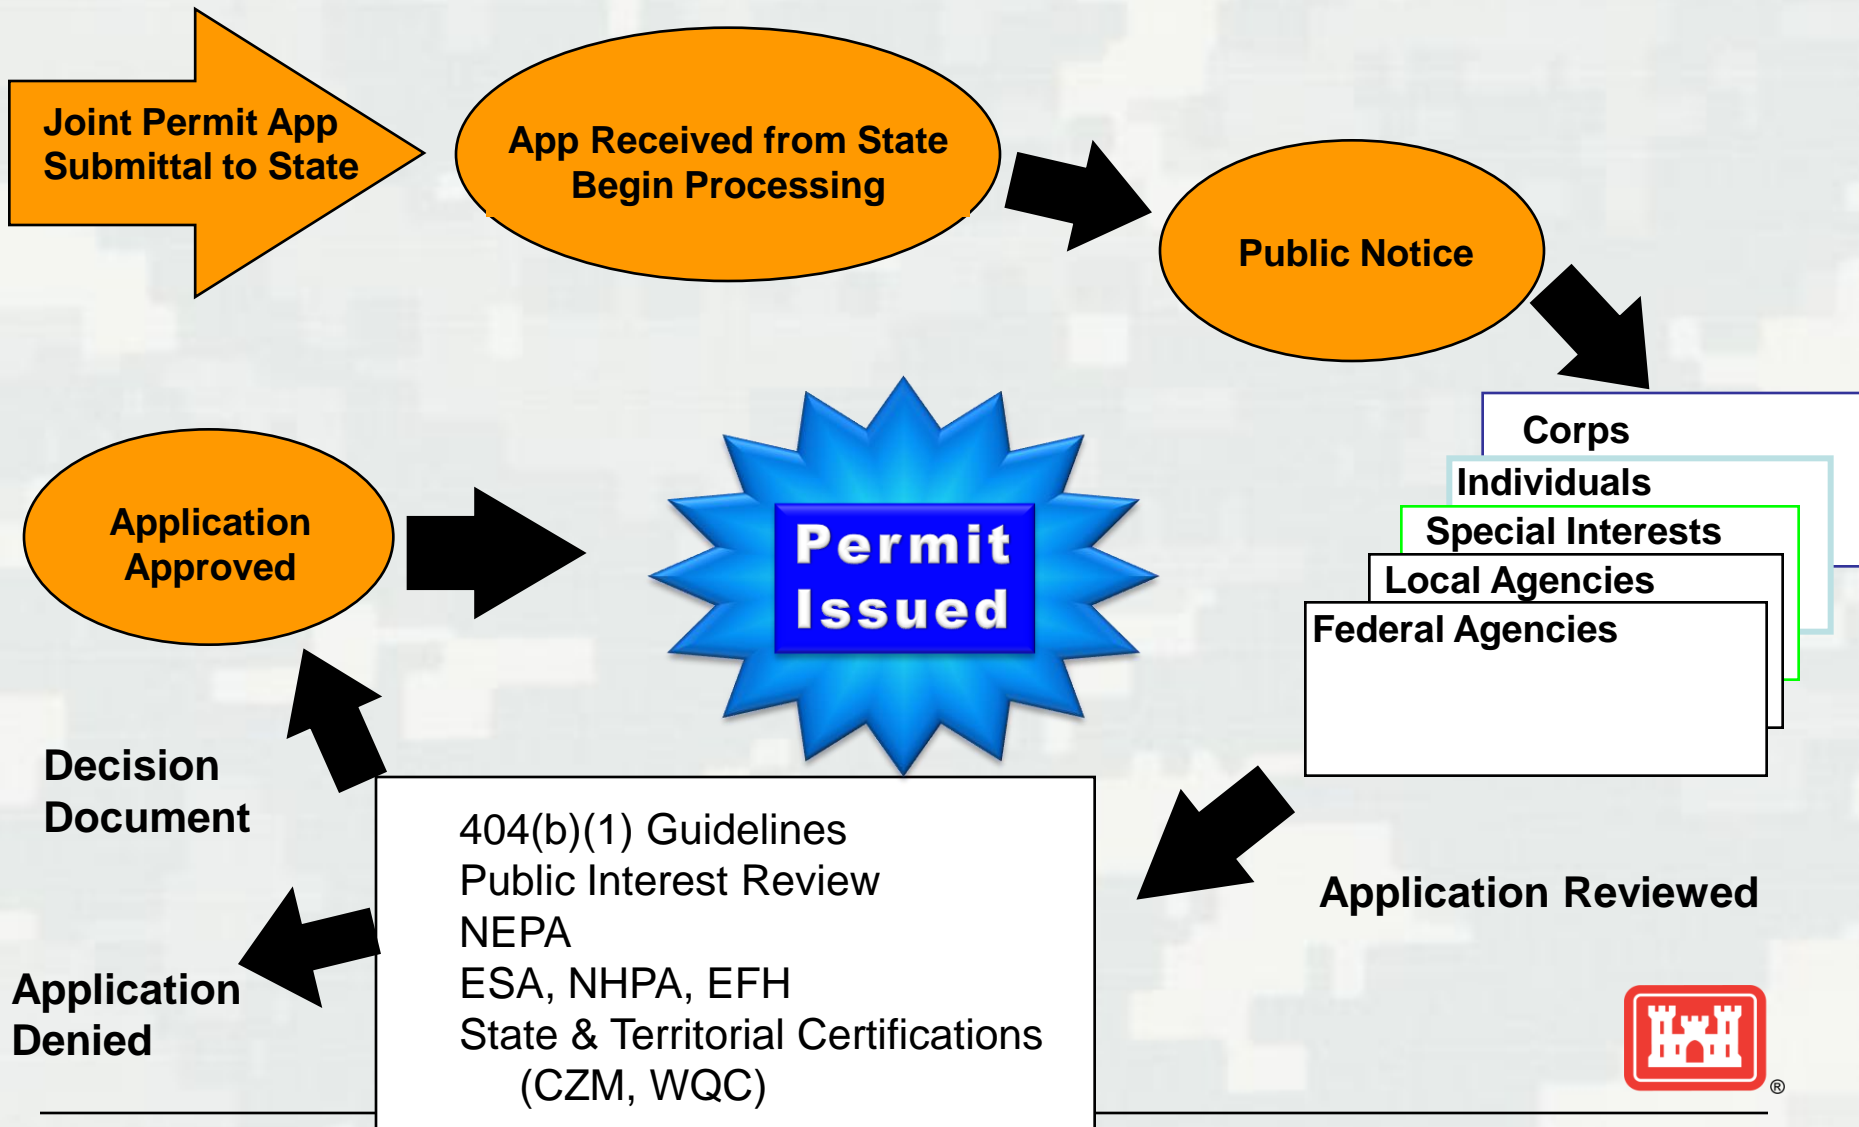 Joint Permit App
Submittal to State
App Received from State
Begin Processing
Public Notice
Corps
Individuals
Special Interests
Local Agencies
Federal Agencies
Application Reviewed
404(b)(1) Guidelines
Public Interest Review
NEPA
ESA, NHPA, EFH
State & Territorial Certifications
(CZM, WQC)
Decision
Document
Application
Denied
Application
Approved
Permit
Issued
®